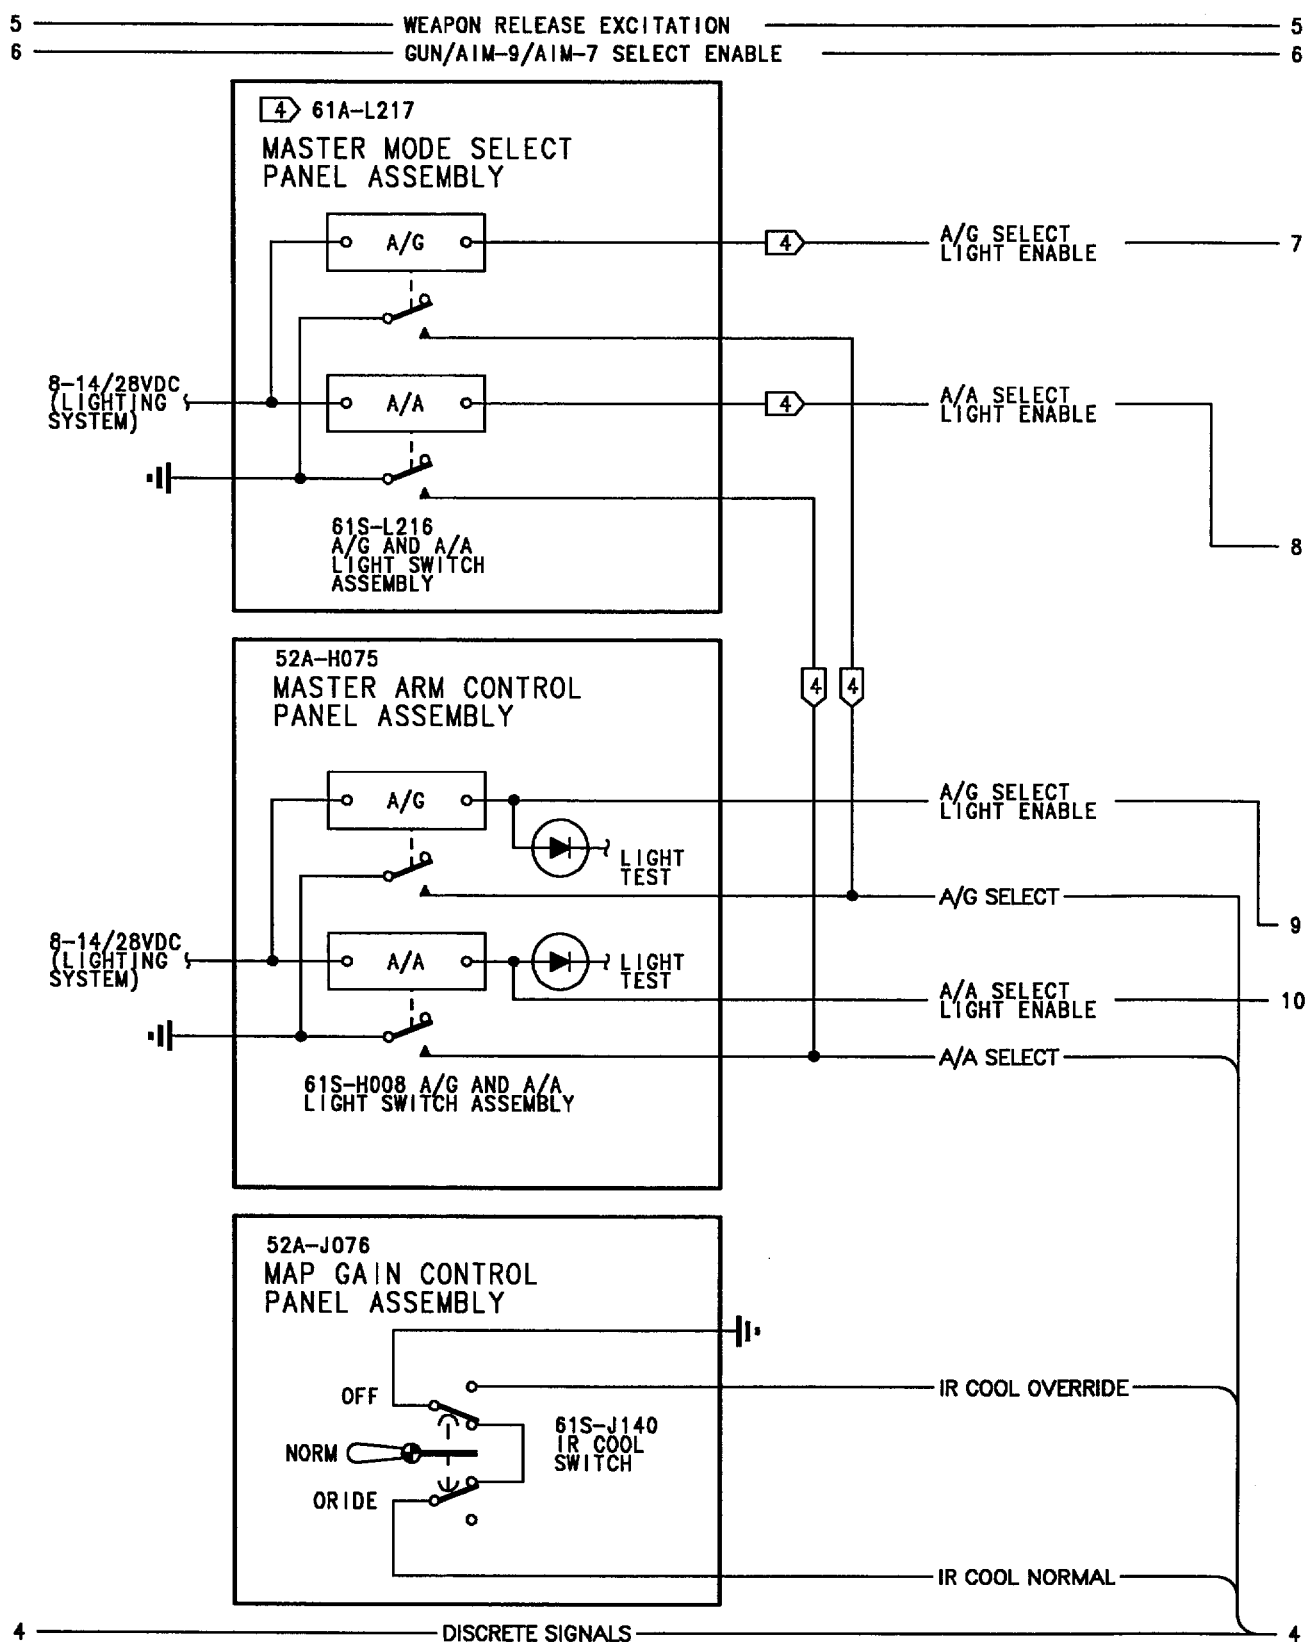 5 WEAPON RELEASE EXCITATION 5
6 GUN/AIM-9/AIM-7 SELECT ENABLE 6
4 61A-L217
MASTER MODE SELECT
PANEL ASSEMBLY
A/G
4
A/G SELECT
LIGHT ENABLE
7
8-14/28VDC
(LIGHTING
SYSTEM)
A/A
4
A/A SELECT
LIGHT ENABLE
8
61S-L216
A/G AND A/A
LIGHT SWITCH
ASSEMBLY
52A-H075
MASTER ARM CONTROL
PANEL ASSEMBLY
4 4
A/G
LIGHT
TEST
A/G SELECT
LIGHT ENABLE
A/G SELECT
9
8-14/28VDC
(LIGHTING
SYSTEM)
A/A
LIGHT
TEST
A/A SELECT
LIGHT ENABLE
10
A/A SELECT
61S-H008 A/G AND A/A
LIGHT SWITCH ASSEMBLY
52A-J076
MAP GAIN CONTROL
PANEL ASSEMBLY
OFF
NORM
ORIDE
61S-J140
IR COOL
SWITCH
IR COOL OVERRIDE
IR COOL NORMAL
4 DISCRETE SIGNALS 4